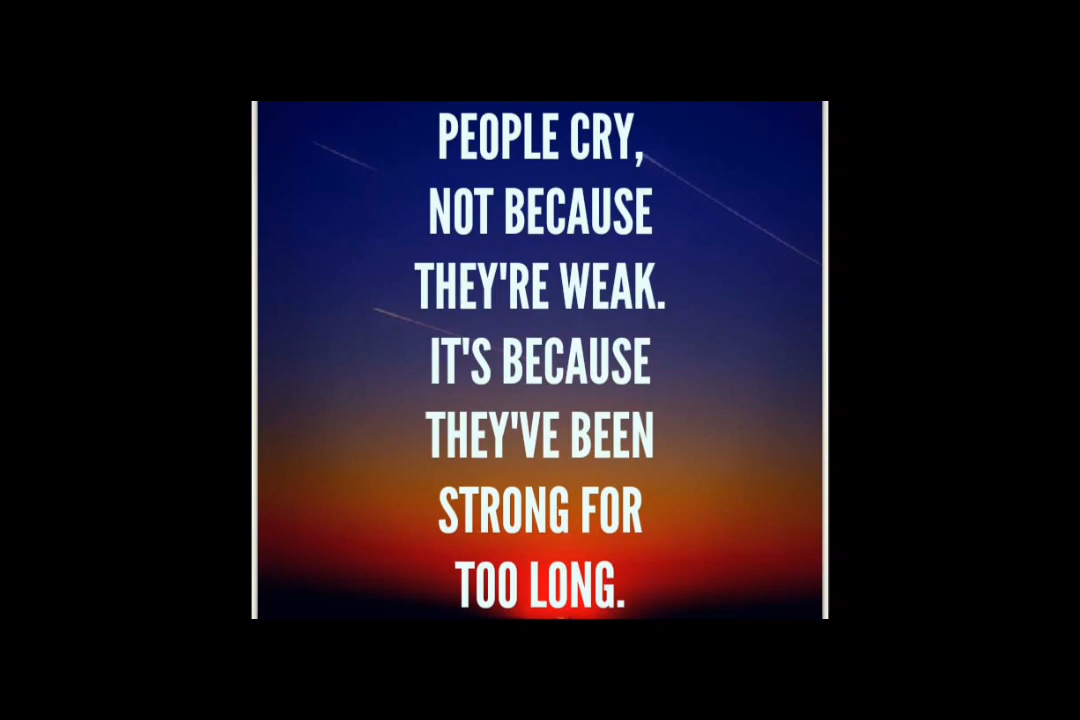 PEOPLE CRY,
NOT BECAUSE
THEY'RE WEAK.
IT'S BECAUSE
THEY'VE BEEN
STRONG FOR
TOO LONG.